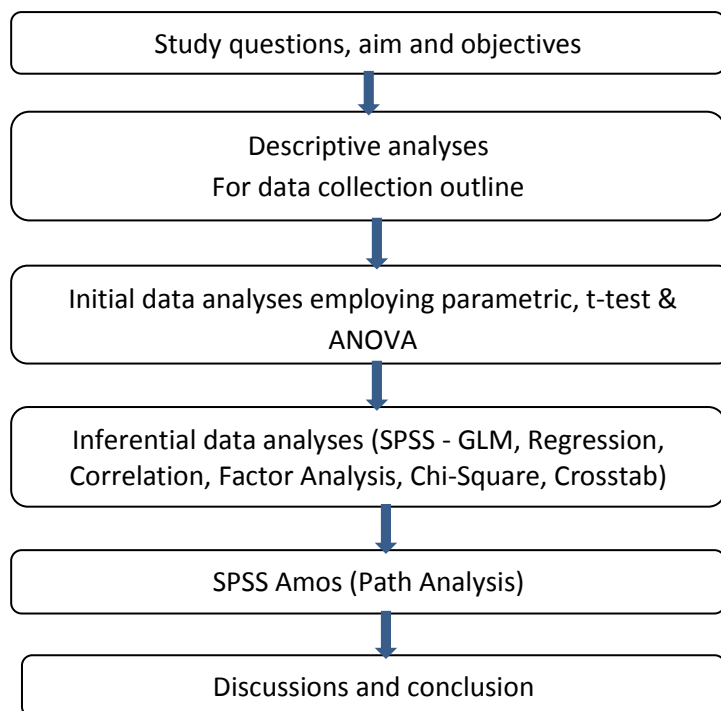 Study questions, aim and objectives
Descriptive analyses
For data collection outline
Initial data analyses employing parametric, t-test &
ANOVA
Inferential data analyses (SPSS - GLM, Regression,
Correlation, Factor Analysis, Chi-Square, Crosstab)
SPSS Amos (Path Analysis)
Discussions and conclusion